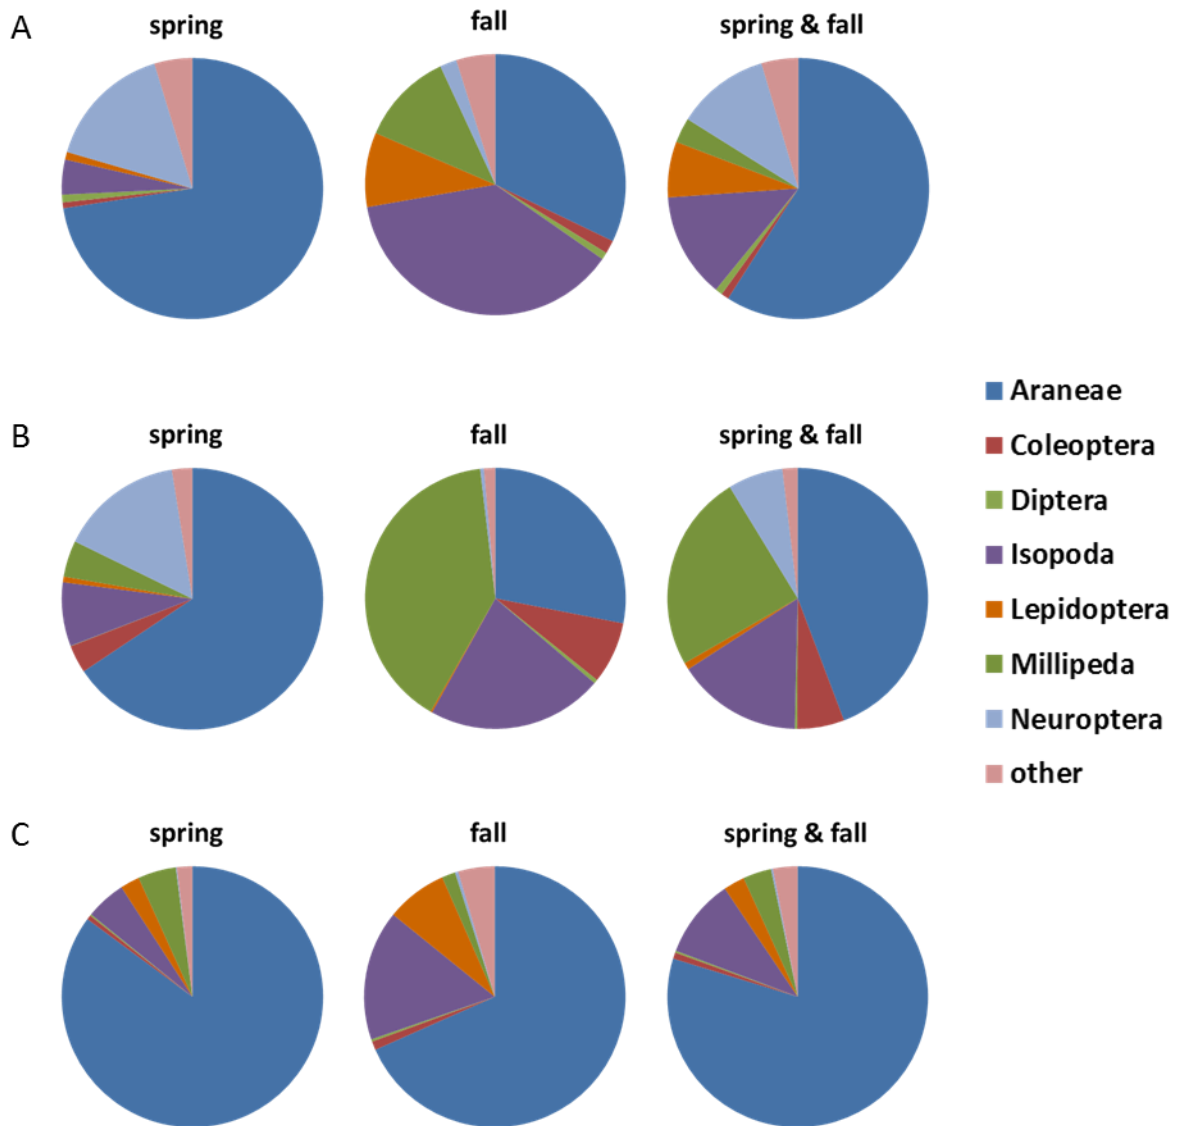 A
spring
fall
spring & fall
B
spring
fall
spring & fall
Araneae
Coleoptera
Diptera
Isopoda
Lepidoptera
Millipeda
Neuroptera
other
C
spring
fall
spring & fall